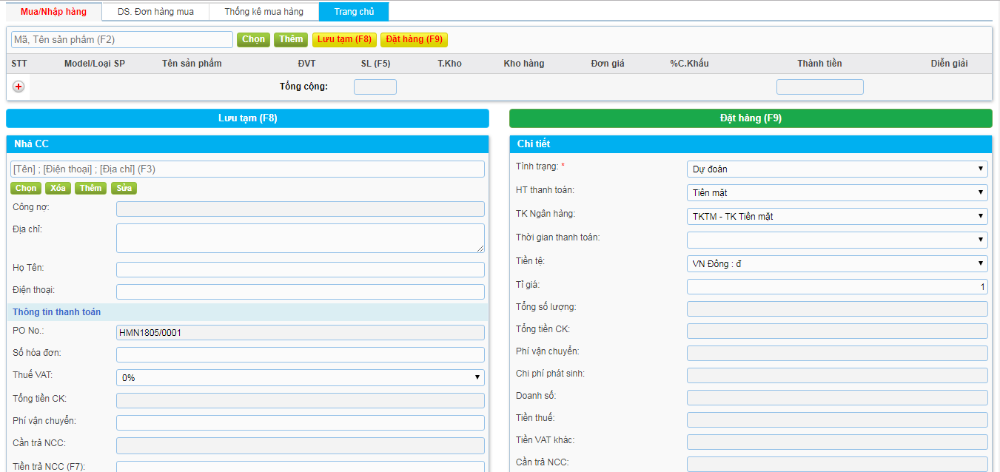 Mua/Nhập hàng DS. Đơn hàng mua Thống kê mua hàng Trang chủ
Mã, Tên sản phẩm (F2) Chọn Thêm Lưu tạm (F8) Đặt hàng (F9)
STT Model/Loại SP Tên sản phẩm ĐVT SL (F5) T.Kho Kho hàng Đơn giá %C.Khấu Thành tiền Diễn giải
Tổng cộng:
Lưu tạm (F8)
Đặt hàng (F9)
Nhà CC
[Tên] ; [Điện thoại] ; [Địa chỉ] (F3)
Chọn Xóa Thêm Sửa
Công nợ:
Địa chỉ:
Họ Tên:
Điện thoại:
Thông tin thanh toán
PO No.: HMN1805/0001
Số hóa đơn:
Thuế VAT: 0%
Tổng tiền CK:
Phí vận chuyển:
Cần trả NCC:
Tiền trả NCC (F7):
Chi tiết
Tình trạng: * Dự đoán
HT thanh toán: Tiền mặt
TK Ngân hàng: TKTM - TK Tiền mặt
Thời gian thanh toán:
Tiền tệ: VN Đồng : đ
Tỉ giá: 1
Tổng số lượng:
Tổng tiền CK:
Phí vận chuyển:
Chi phí phát sinh:
Doanh số:
Tiền thuế:
Tiền VAT khác:
Cần trả NCC: